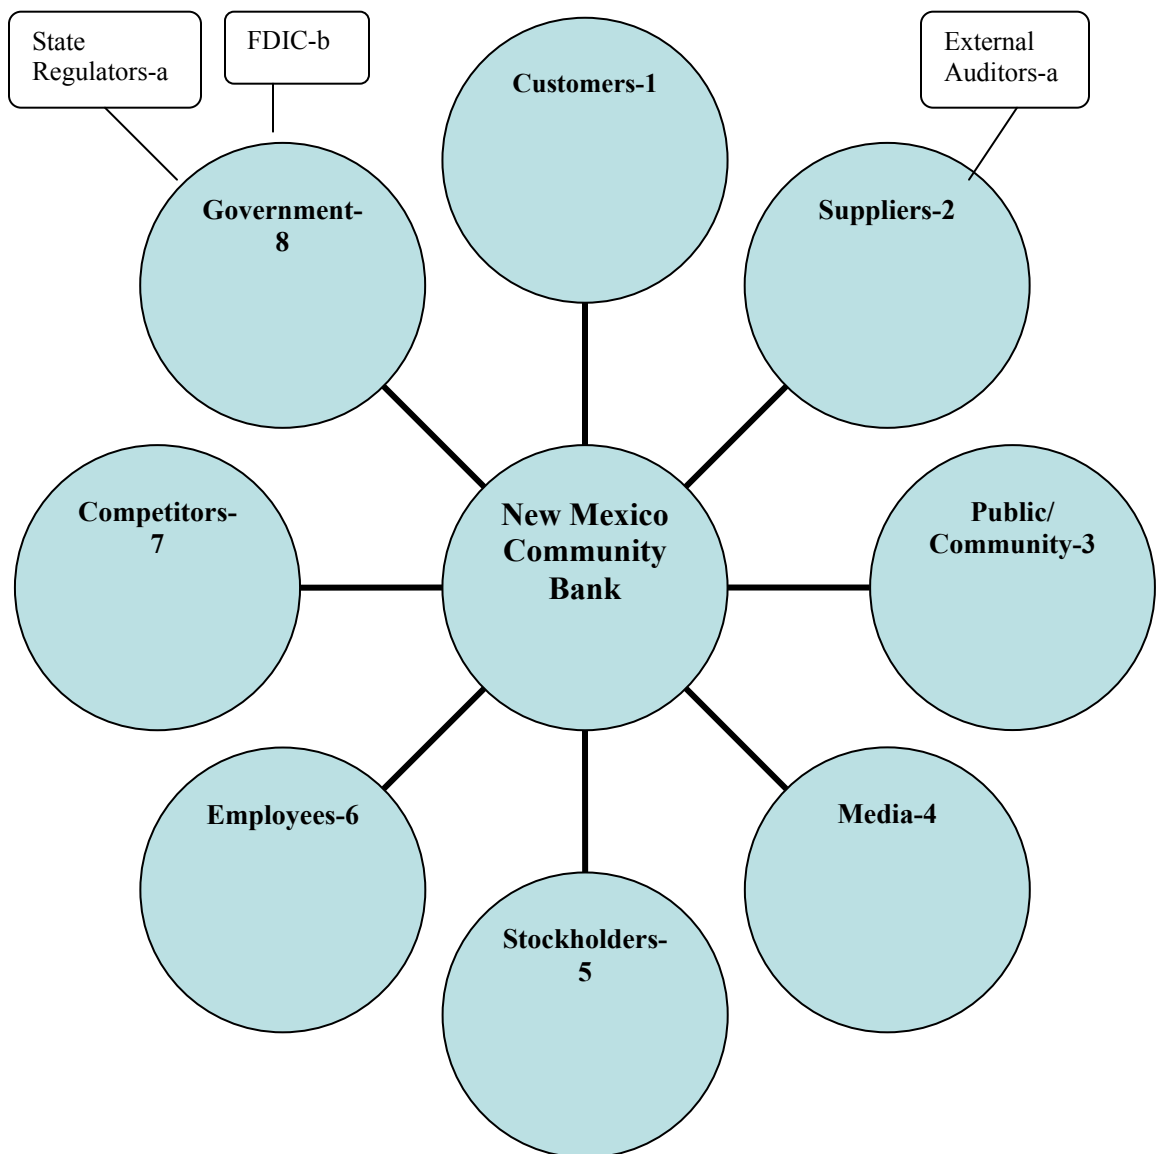 State
Regulators-a
FDIC-b
External
Auditors-a
Customers-1
Government-
8
Suppliers-2
Competitors-
7
New Mexico
Community
Bank
Public/
Community-3
Employees-6
Media-4
Stockholders-
5